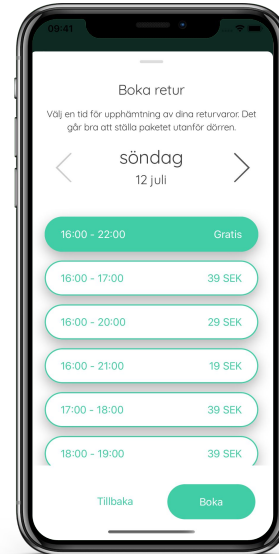 09:41
Boka retur
Välj en tid för upphämtning av dina returvaror. Det
går bra att ställa paketet utanför dörren.
söndag
12 juli
16:00 - 22:00 Gratis
16:00 - 17:00 39 SEK
16:00 - 20:00 29 SEK
16:00 - 21:00 19 SEK
17:00 - 18:00 39 SEK
18:00 - 19:00 39 SEK
Tillbaka Boka